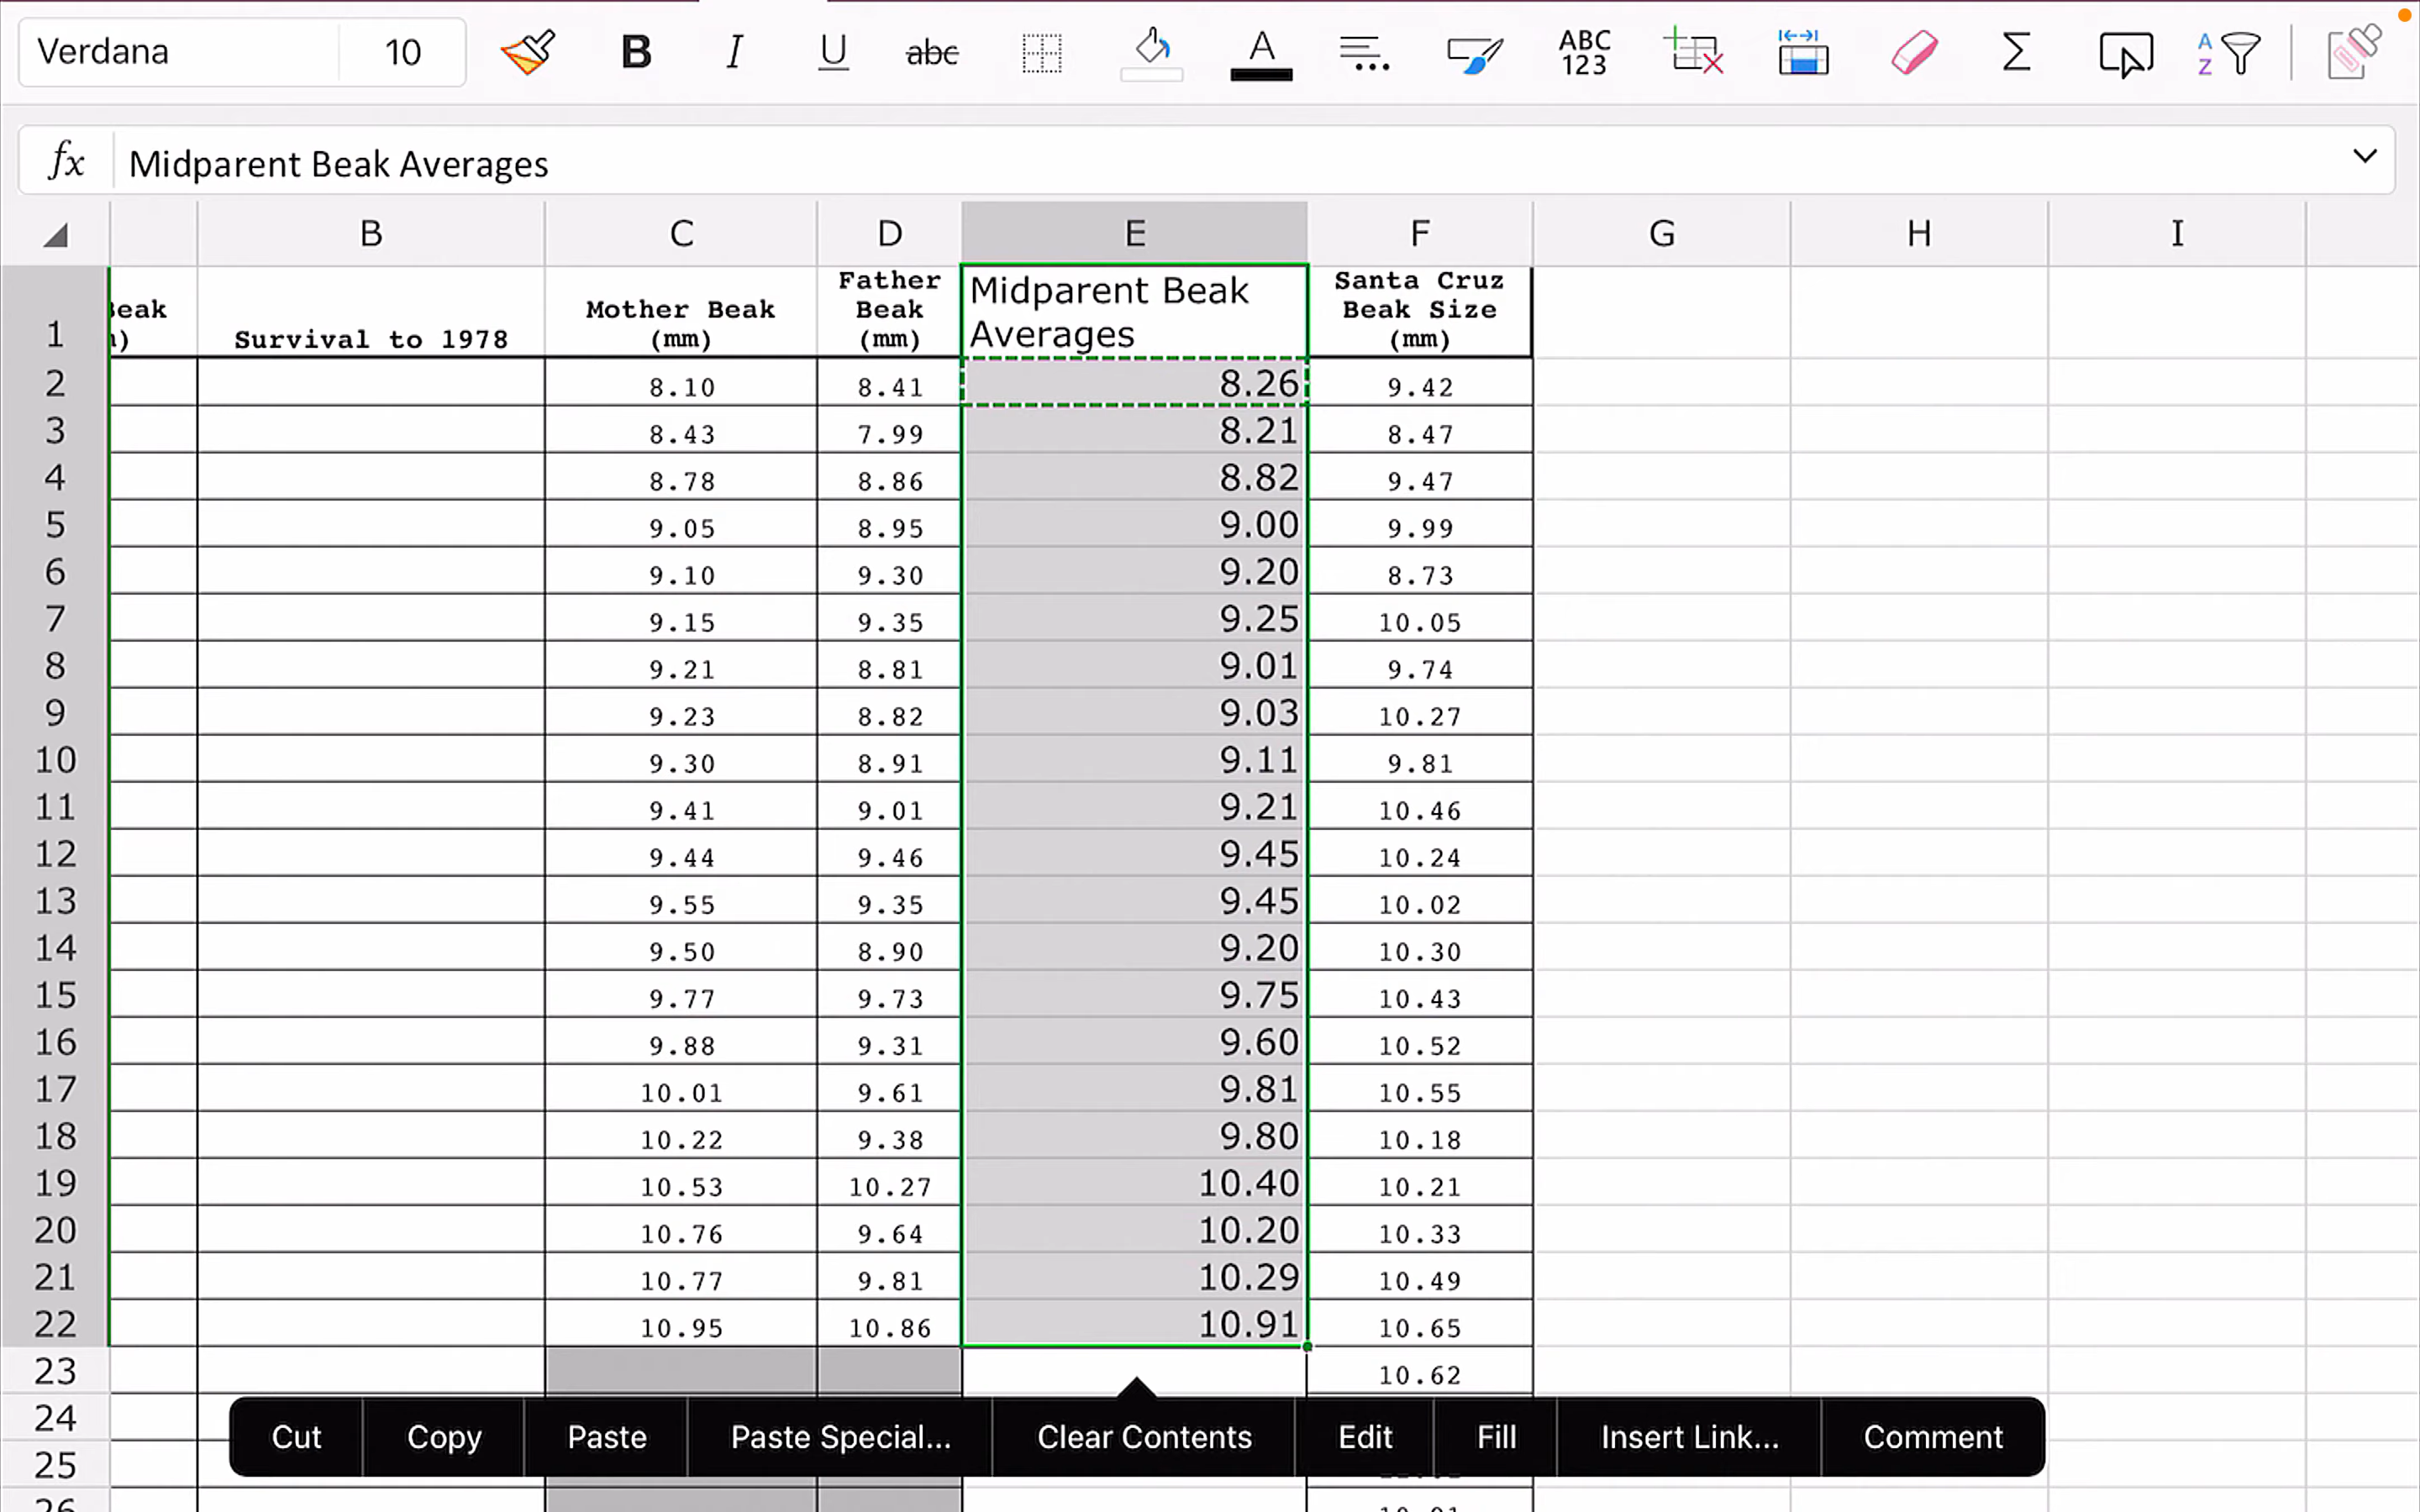 Verdana 10 B I U abc A ABC 123 Σ A Z
fx Midparent Beak Averages
B C D E F G H I
Beak Survival to 1978 Mother Beak (mm) Father Beak (mm) Midparent Beak Averages Santa Cruz Beak Size (mm)
1
2 8.10 8.41 8.26 9.42
3 8.43 7.99 8.21 8.47
4 8.78 8.86 8.82 9.47
5 9.05 8.95 9.00 9.99
6 9.10 9.30 9.20 8.73
7 9.15 9.35 9.25 10.05
8 9.21 8.81 9.01 9.74
9 9.23 8.82 9.03 10.27
10 9.30 8.91 9.11 9.81
11 9.41 9.01 9.21 10.46
12 9.44 9.46 9.45 10.24
13 9.55 9.35 9.45 10.02
14 9.50 8.90 9.20 10.30
15 9.77 9.73 9.75 10.43
16 9.88 9.31 9.60 10.52
17 10.01 9.61 9.81 10.55
18 10.22 9.38 9.80 10.18
19 10.53 10.27 10.40 10.21
20 10.76 9.64 10.20 10.33
21 10.77 9.81 10.29 10.49
22 10.95 10.86 10.91 10.65
23 10.62
24
Cut Copy Paste Paste Special... Clear Contents Edit Fill Insert Link... Comment
25
26